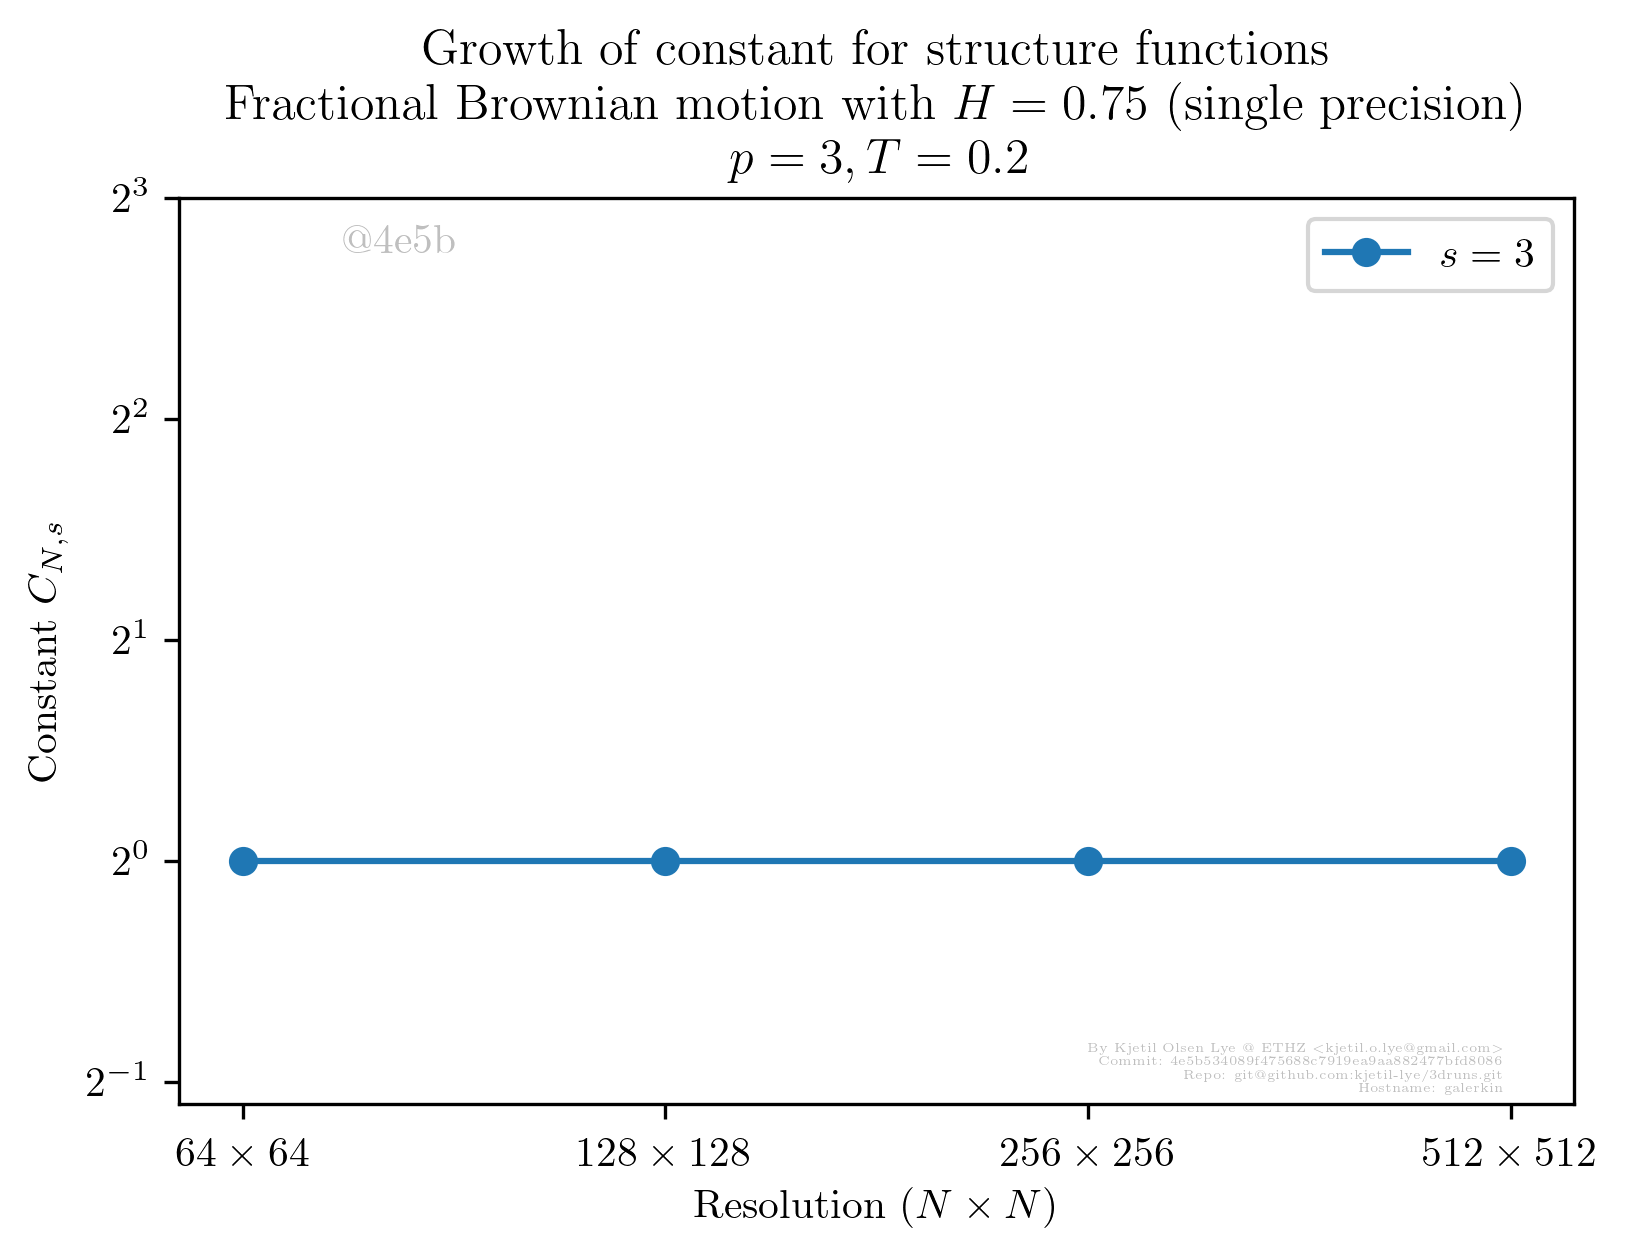 Growth of constant for structure functions
Fractional Brownian motion with H = 0.75 (single precision)
p = 3, T = 0.2
@4e5b
s = 3
2^3
2^2
2^1
2^0
2^{-1}
Constant C_{N,s}
By Kjetil Olsen Lye @ ETHZ <kjetil.o.lye@gmail.com>
Commit: 4e5b534089f475688c7919ea9aa882477bfd8086
Repo: git@github.com:kjetil-lye/3druns.git
Hostname: galerkin
64 × 64
128 × 128
256 × 256
512 × 512
Resolution (N × N)